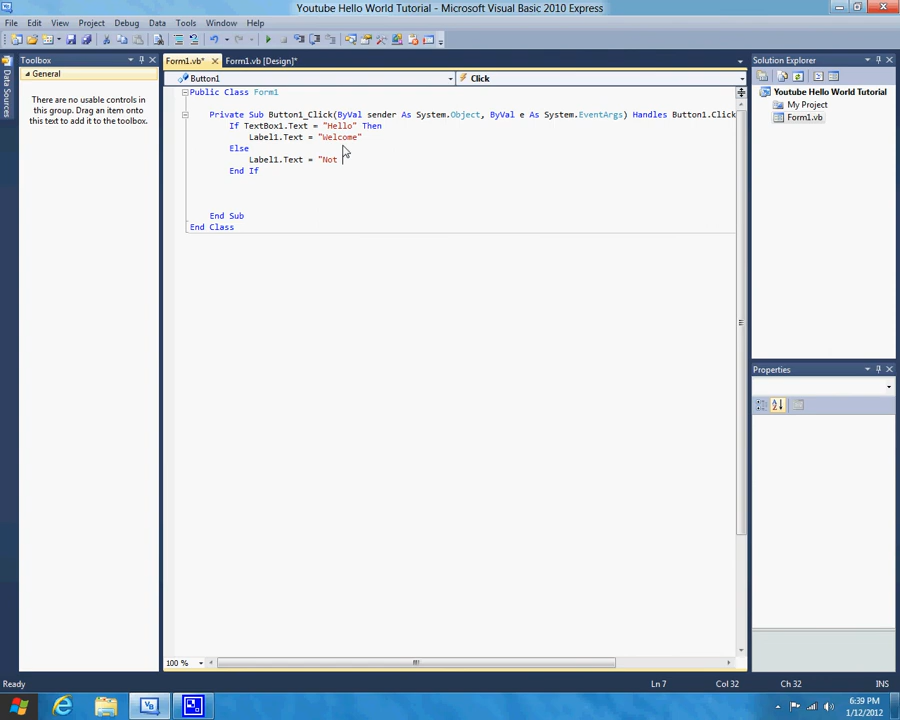 Youtube Hello World Tutorial - Microsoft Visual Basic 2010 Express
File Edit View Project Debug Data Tools Window Help
Toolbox
Form1.vb* Form1.vb [Design]*
Solution Explorer
Data Sources
General
There are no usable controls in
this group. Drag an item onto
this text to add it to the toolbox.
Button1
Click
Public Class Form1
Private Sub Button1_Click(ByVal sender As System.Object, ByVal e As System.EventArgs) Handles Button1.Click
If TextBox1.Text = "Hello" Then
Label1.Text = "Welcome"
Else
Label1.Text = "Not
End If
End Sub
End Class
Youtube Hello World Tutorial
My Project
Form1.vb
Properties
100 %
Ready
Ln 7
Col 32
Ch 32
INS
6:39 PM
1/12/2012